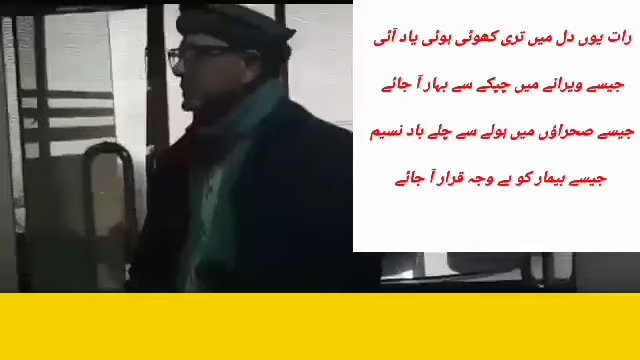 رات یوں دل میں تری کھوئی ہوئی یاد آئی
جیسے ویرانے میں چپکے سے بہار آ جائے
جیسے صحراؤں میں ہولے سے چلے باد نسیم
جیسے بیمار کو بے وجہ قرار آ جائے